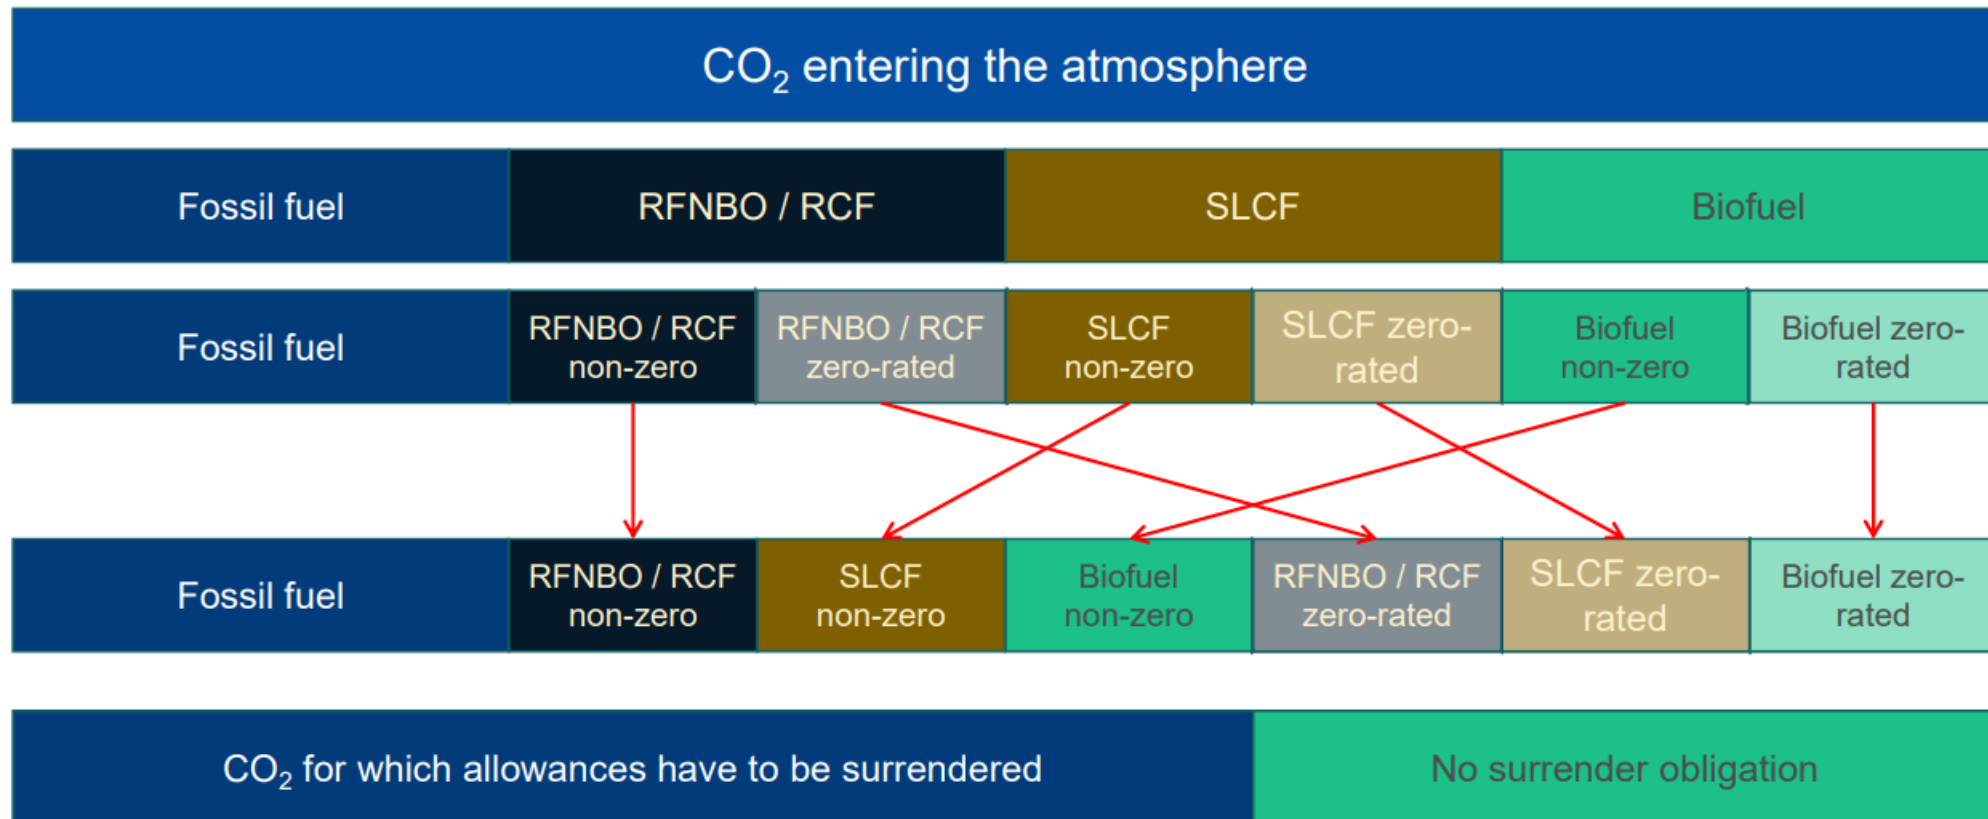 CO₂ entering the atmosphere
Fossil fuel
RFNBO / RCF
SLCF
Biofuel
Fossil fuel
RFNBO / RCF
non-zero
RFNBO / RCF
zero-rated
SLCF
non-zero
SLCF zero-
rated
Biofuel
non-zero
Biofuel zero-
rated
Fossil fuel
RFNBO / RCF
non-zero
SLCF
non-zero
Biofuel
non-zero
RFNBO / RCF
zero-rated
SLCF zero-
rated
Biofuel zero-
rated
CO₂ for which allowances have to be surrendered
No surrender obligation